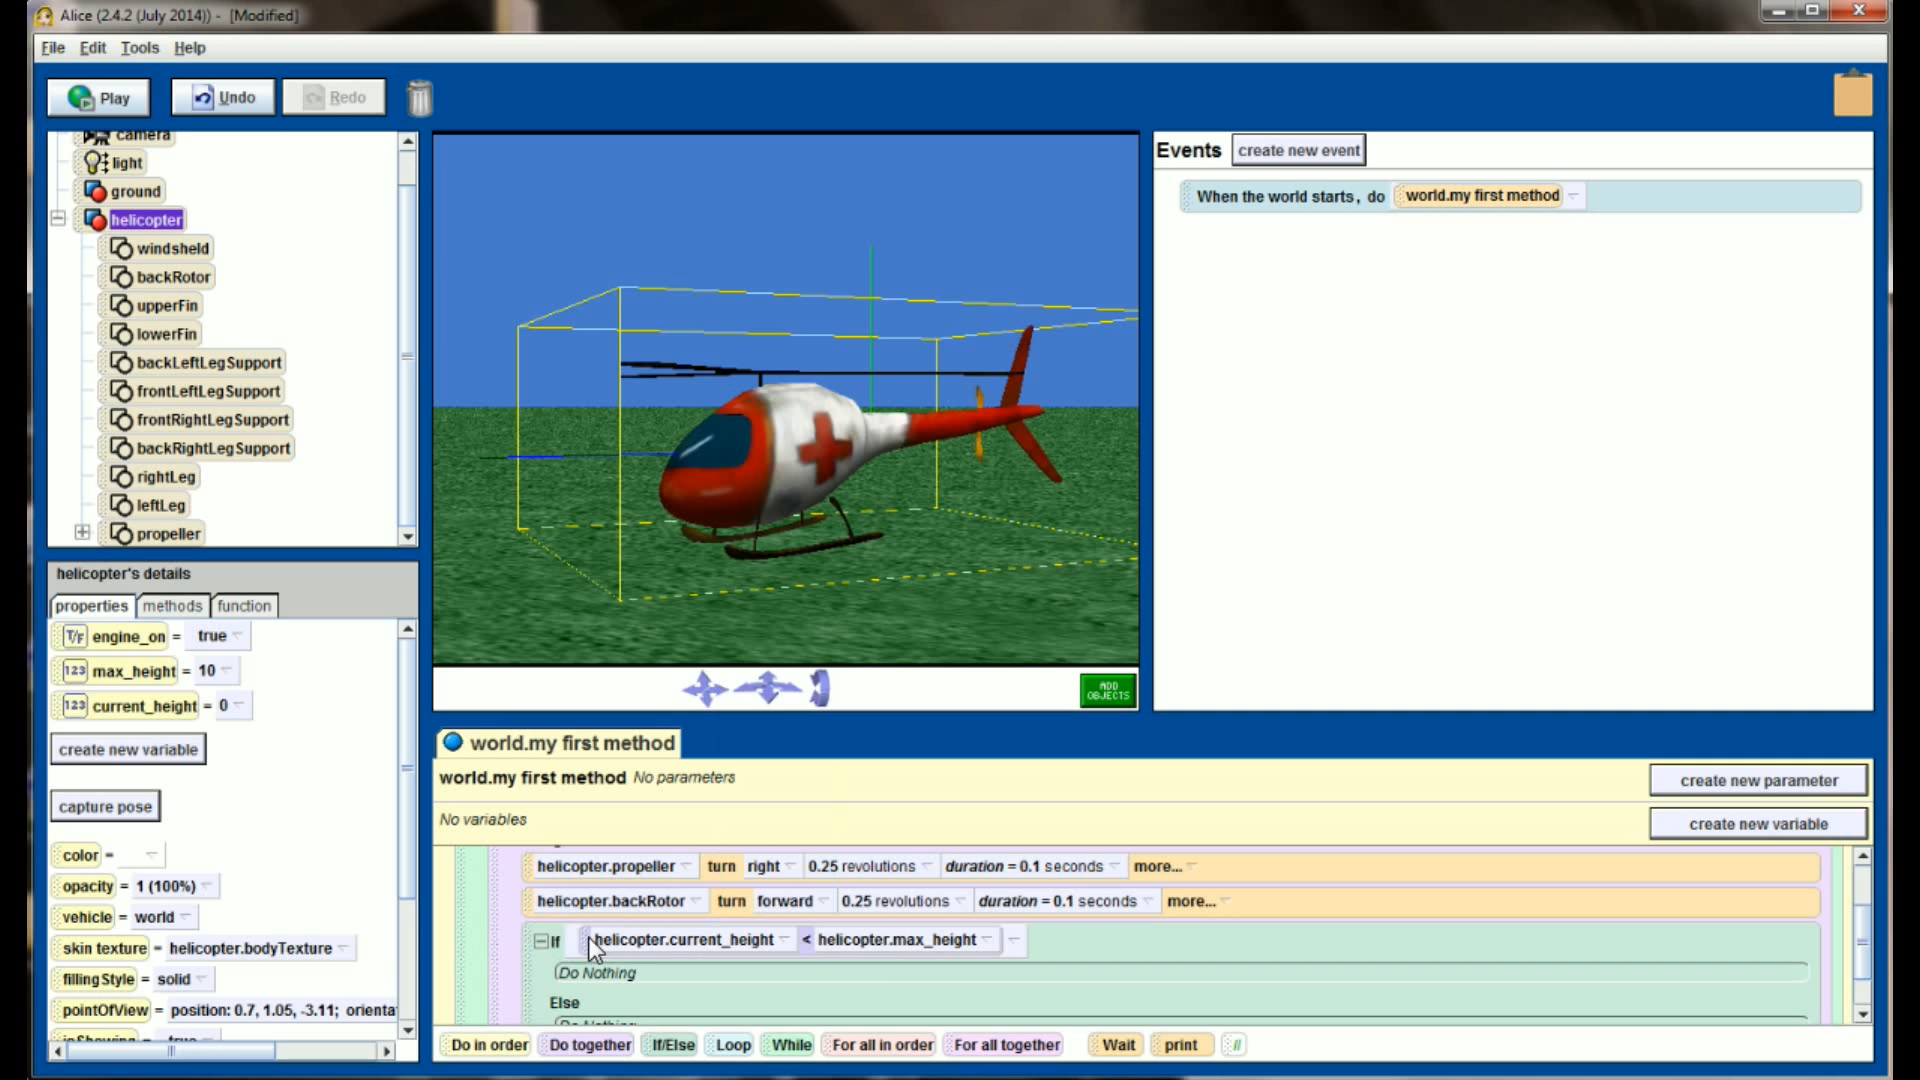 Alice (2.4.2 (July 2014)) - [Modified]
File Edit Tools Help
Play Undo Redo
camera
light
ground
helicopter
windsheld
backRotor
upperFin
lowerFin
backLeftLegSupport
frontLeftLegSupport
frontRightLegSupport
backRightLegSupport
rightLeg
leftLeg
propeller
ADD
OBJECTS
Events create new event
When the world starts, do world.my first method
helicopter's details
properties methods function
T/F engine_on = true
123 max_height = 10
123 current_height = 0
create new variable
capture pose
color =
opacity = 1 (100%)
vehicle = world
skin texture = helicopter.bodyTexture
fillingStyle = solid
pointOfView = position: 0.7, 1.05, -3.11; orienta
isShowing = true
world.my first method
world.my first method No parameters
create new parameter
No variables
create new variable
helicopter.propeller turn right 0.25 revolutions duration = 0.1 seconds more...
helicopter.backRotor turn forward 0.25 revolutions duration = 0.1 seconds more...
If helicopter.current_height < helicopter.max_height
(Do Nothing
Else
(Do Nothing
Do in order Do together If/Else Loop While For all in order For all together Wait print //